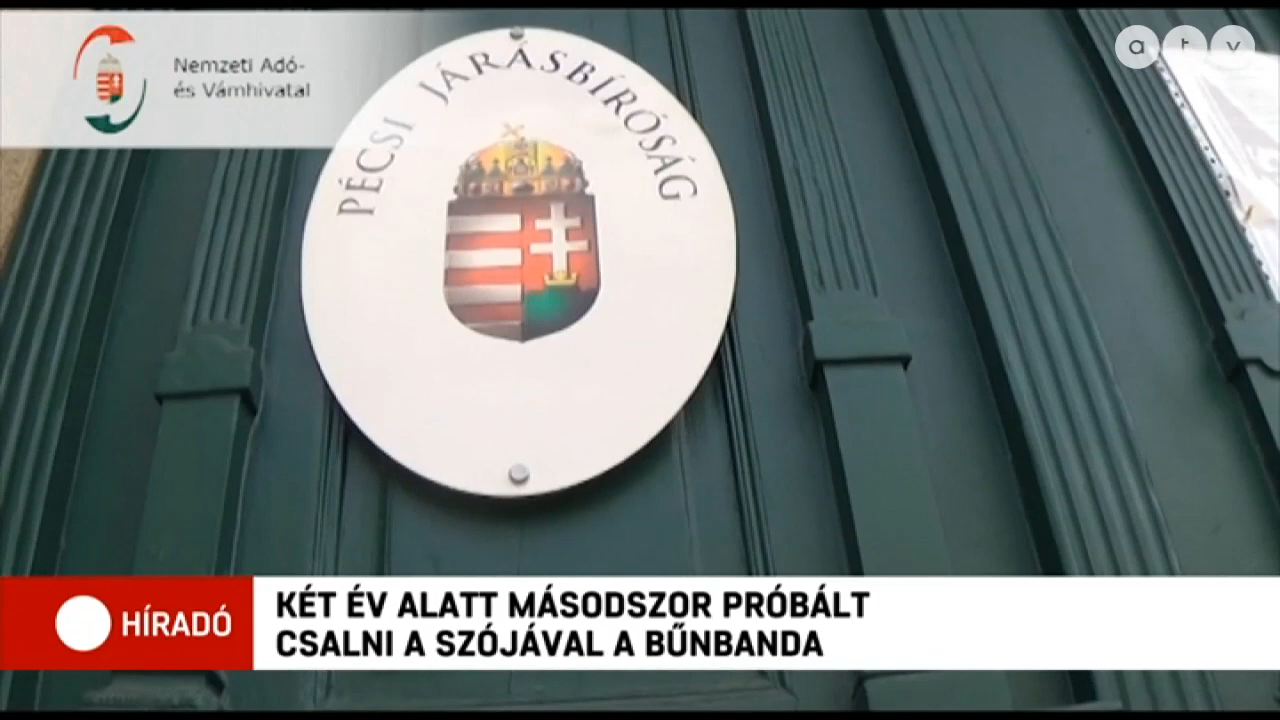 Nemzeti Adó-
és Vámhivatal
atv
PÉCSI JÁRÁSBÍRÓSÁG
HÍRADÓ
KÉT ÉV ALATT MÁSODSZOR PRÓBÁLT
CSALNI A SZÓJÁVAL A BŰNBANDA